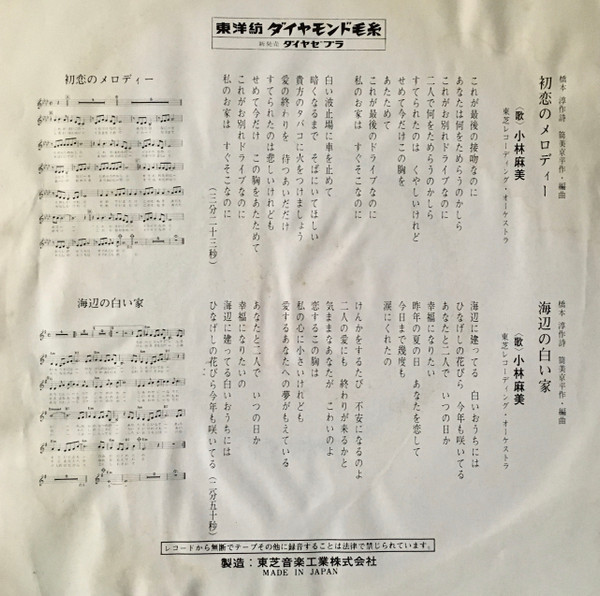 東洋紡 ダイヤモンド毛糸
新発売 ダイヤゼブラ
初恋のメロディー
橋本 淳作詩 筒美京平作・編曲
〈歌〉小林麻美
東芝レコーディング・オーケストラ
これが最後の接吻なのに
あなたは何をためらうのかしら
これがお別れドライブなのに
二人で何をためらうのかしら
すてられたのは くやしいけれど
せめて今だけ この胸を
あたためて
これが最後のドライブなのに
私のお家は すぐそこなのに
白い波止場に車を止めて
暗くなるまで そばにいてほしい
貴方のタバコに火をつけましょう
愛の終わりを 待つあいだだけ
すてられたのは悲しいけれども
せめて今だけ この胸をあたためて
これがお別れドライブなのに
私のお家は すぐそこなのに
(三分二十三秒)
初恋のメロディー
海辺の白い家
橋本 淳作詩 筒美京平作・編曲
〈歌〉小林麻美
東芝レコーディング・オーケストラ
海辺に建ってる 白いおうちには
ひなげしの花びら 今年も咲いてる
あなたと二人で いつの日か
幸福になりたい
昨年の夏の日 あなたを恋して
今日まで幾度も
涙にくれたの
けんかをするたび 不安になるのよ
二人の愛にも 終わりが来るかと
気ままなあなたが こわいのよ
恋するこの胸は
私の心に小さいけれども
愛するあなたへの夢がもえている
あなたと二人で いつの日か
幸福になりたいの
海辺に建ってる白いおうちには
ひなげしの花びら今年も咲いてる
(二分五十秒)
海辺の白い家
レコードから無断でテープその他に録音することは法律で禁じられています。
製造:東芝音楽工業株式会社
MADE IN JAPAN